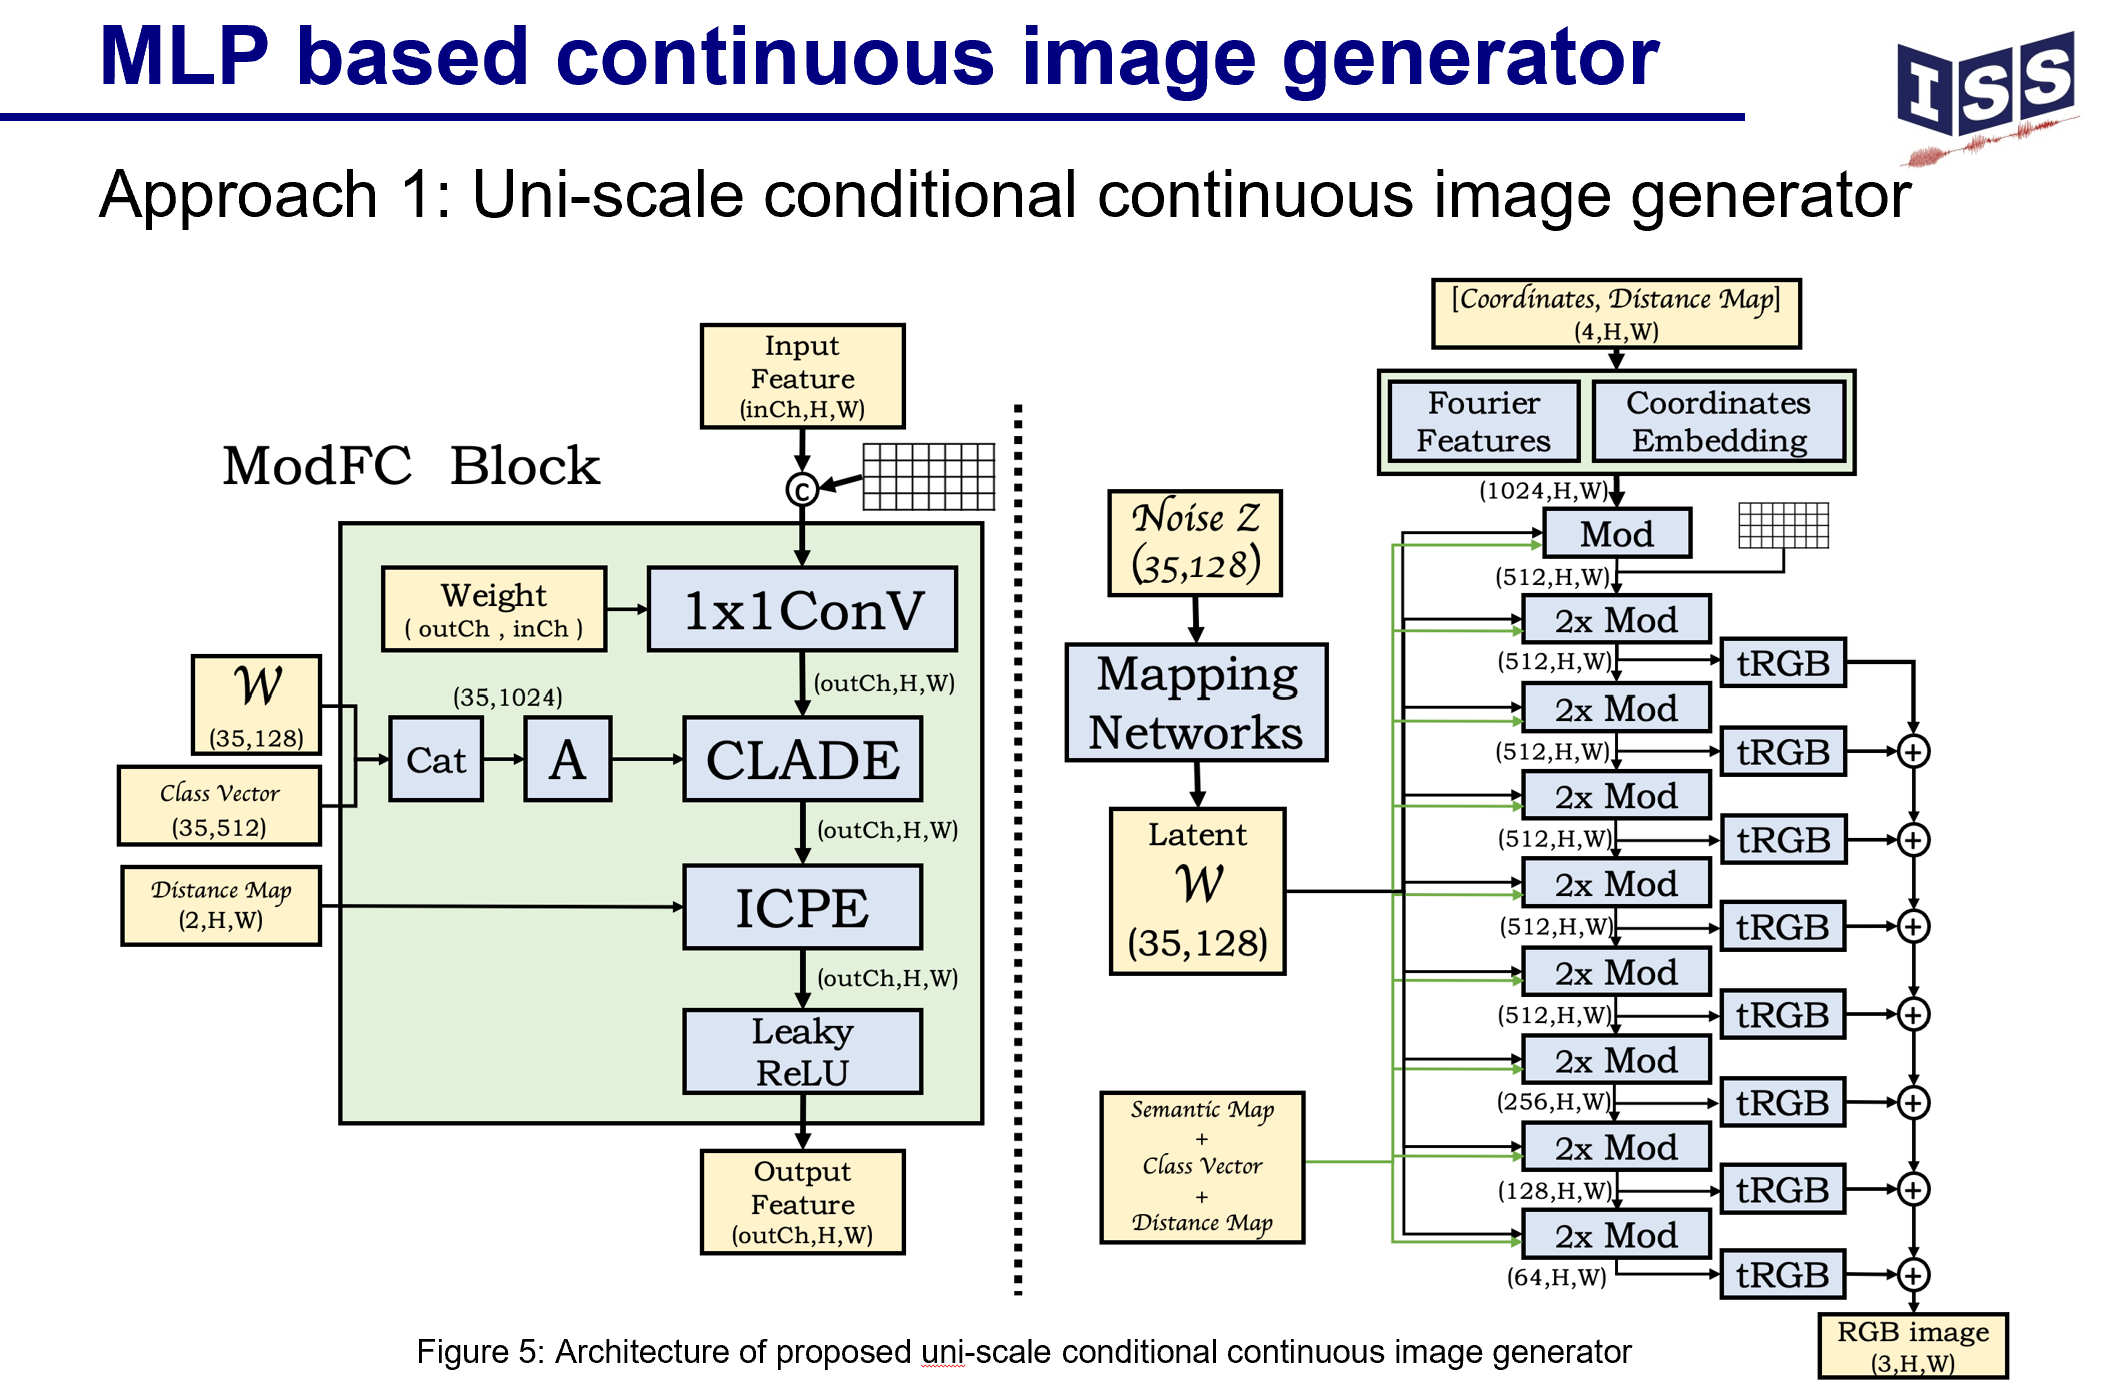 MLP based continuous image generator
ISS
Approach 1: Uni-scale conditional continuous image generator
ModFC Block
Input
Feature
(inCh,H,W)
C
Weight
( outCh , inCh )
1x1ConV
(outCh,H,W)
W
(35,128)
(35,1024)
Cat
A
CLADE
Class Vector
(35,512)
(outCh,H,W)
Distance Map
(2,H,W)
ICPE
(outCh,H,W)
Leaky
ReLU
Output
Feature
(outCh,H,W)
[Coordinates, Distance Map]
(4,H,W)
Fourier
Features
Coordinates
Embedding
(1024,H,W)
Noise Z
(35,128)
Mapping
Networks
Latent
W
(35,128)
Semantic Map
+
Class Vector
+
Distance Map
Mod
(512,H,W)
2x Mod
(512,H,W)
tRGB
2x Mod
(512,H,W)
tRGB
+
2x Mod
(512,H,W)
tRGB
+
2x Mod
(512,H,W)
tRGB
+
2x Mod
(512,H,W)
tRGB
+
2x Mod
(256,H,W)
tRGB
+
2x Mod
(128,H,W)
tRGB
+
2x Mod
(64,H,W)
tRGB
+
RGB image
(3,H,W)
Figure 5: Architecture of proposed uni-scale conditional continuous image generator